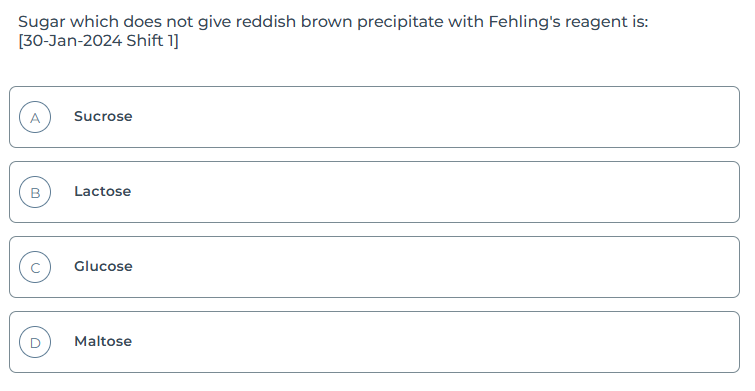 Sugar which does not give reddish brown precipitate with Fehling's reagent is:
[30-Jan-2024 Shift 1]
A Sucrose
B Lactose
C Glucose
D Maltose